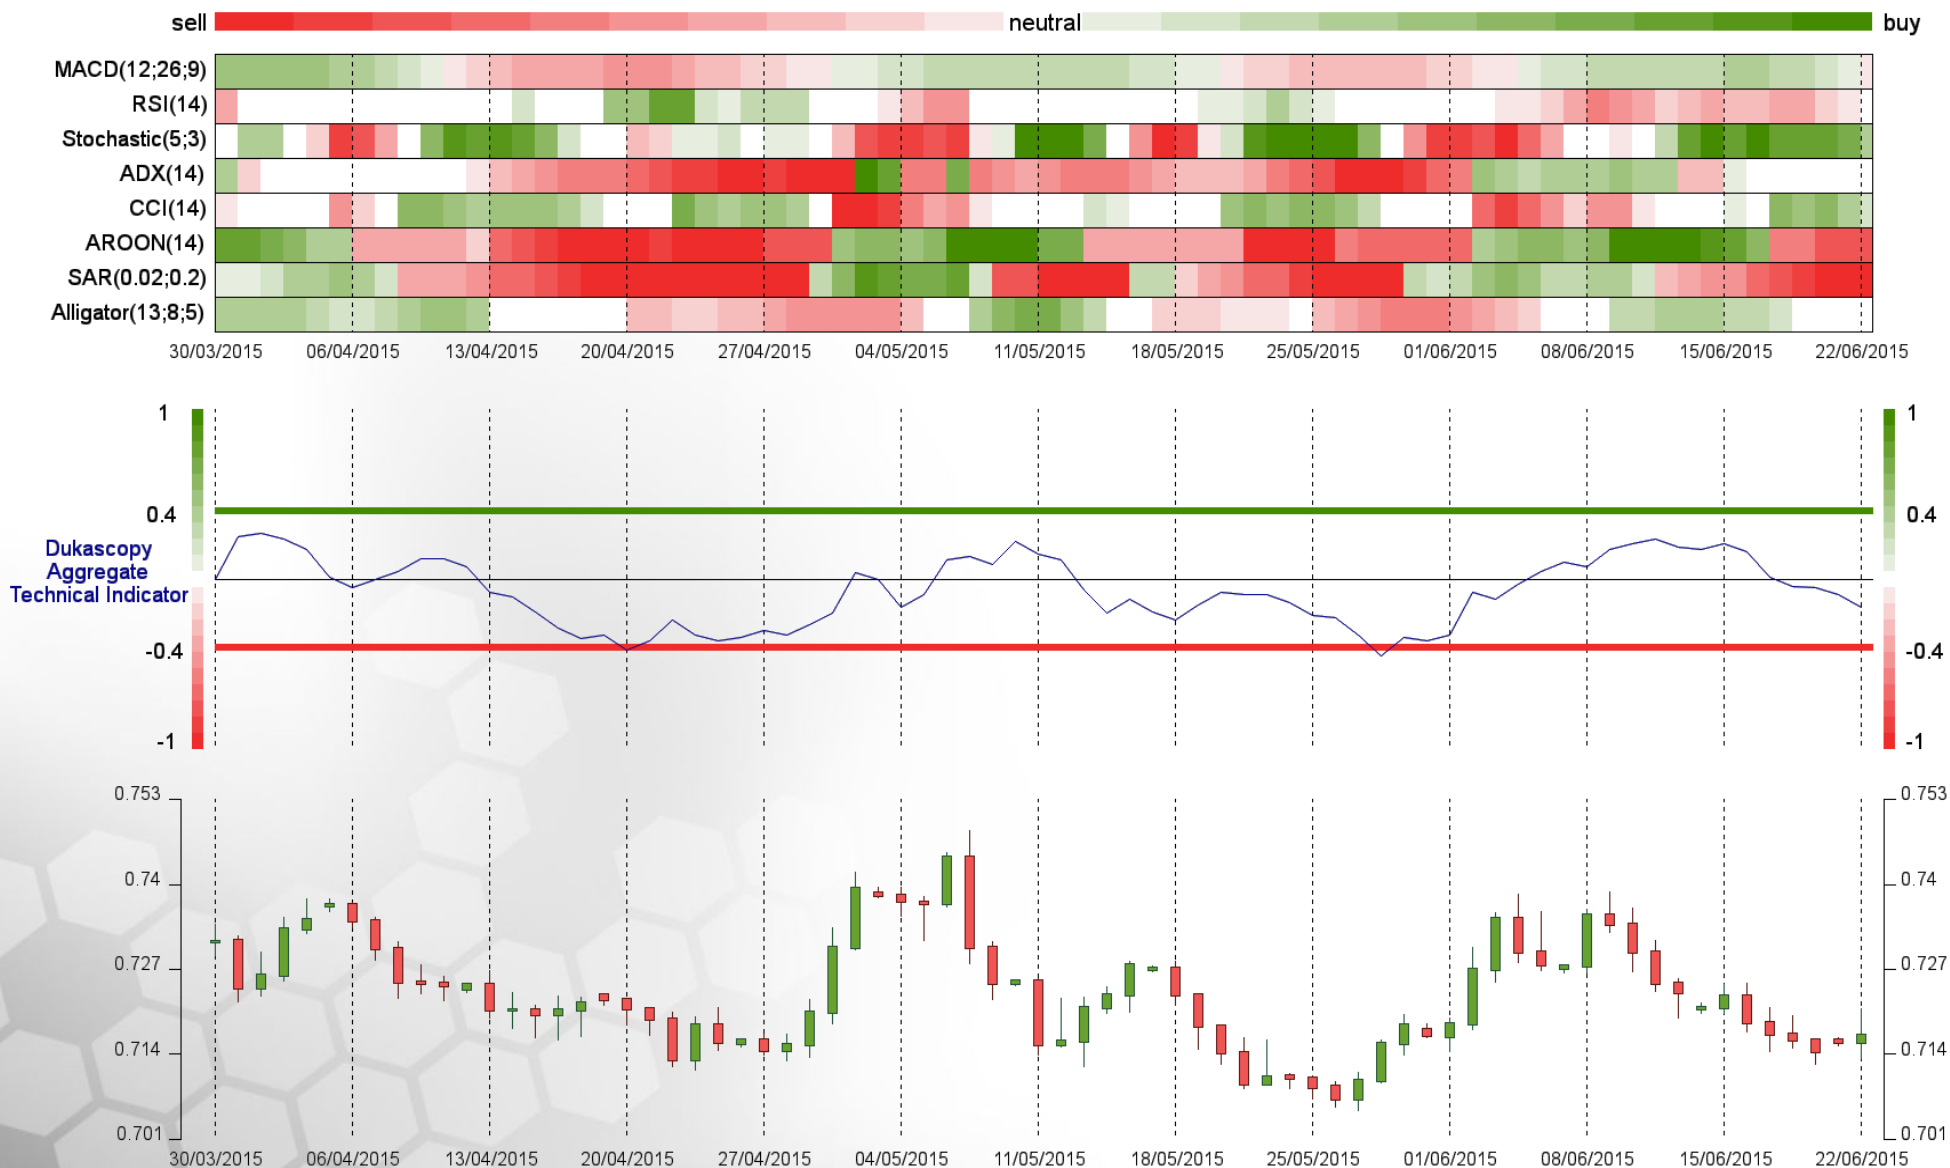 sell neutral buy
MACD(12;26;9)
RSI(14)
Stochastic(5;3)
ADX(14)
CCI(14)
AROON(14)
SAR(0.02;0.2)
Alligator(13;8;5)
30/03/2015 06/04/2015 13/04/2015 20/04/2015 27/04/2015 04/05/2015 11/05/2015 18/05/2015 25/05/2015 01/06/2015 08/06/2015 15/06/2015 22/06/2015
1 1
0.4 0.4
Dukascopy
Aggregate
Technical Indicator
-0.4 -0.4
-1 -1
0.753 0.753
0.74 0.74
0.727 0.727
0.714 0.714
0.701 0.701
30/03/2015 06/04/2015 13/04/2015 20/04/2015 27/04/2015 04/05/2015 11/05/2015 18/05/2015 25/05/2015 01/06/2015 08/06/2015 15/06/2015 22/06/2015